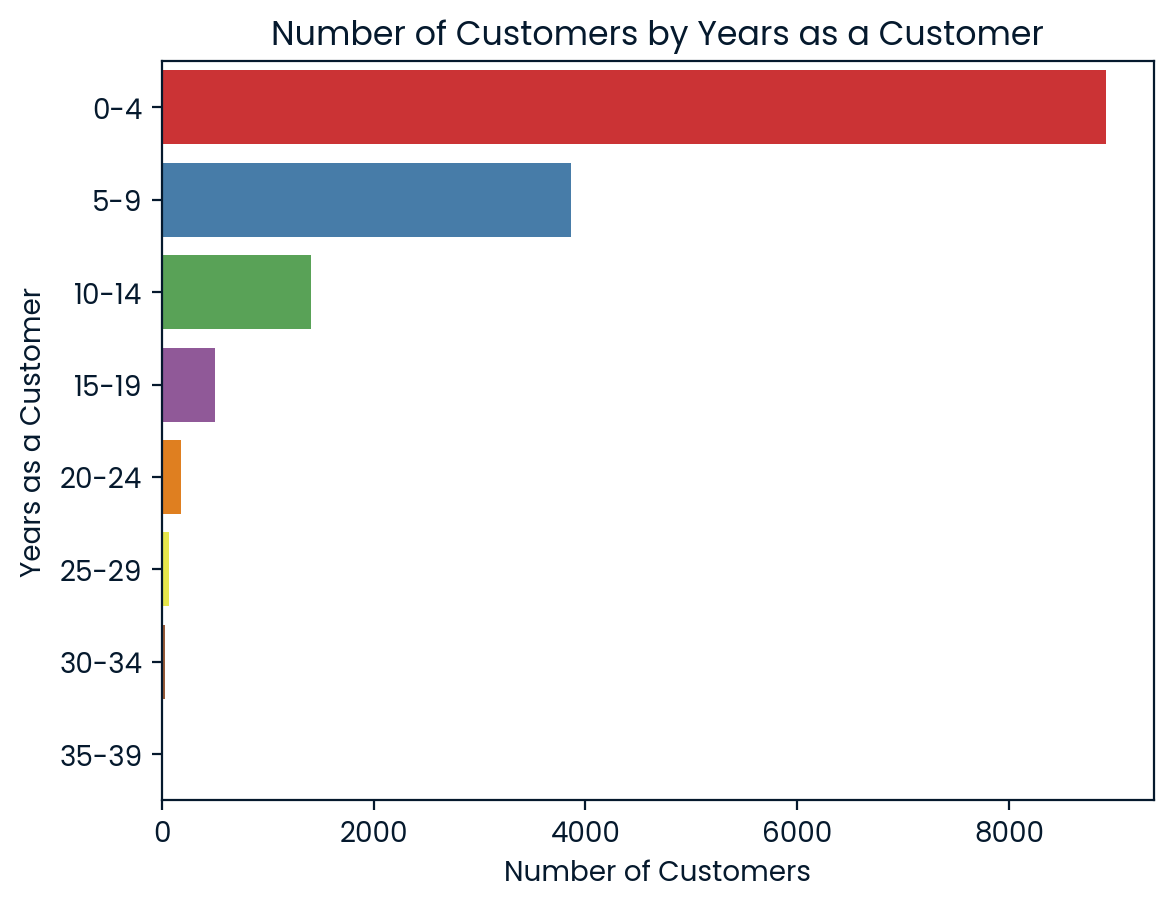 Number of Customers by Years as a Customer
Years as a Customer
0-4
5-9
10-14
15-19
20-24
25-29
30-34
35-39
0 2000 4000 6000 8000
Number of Customers